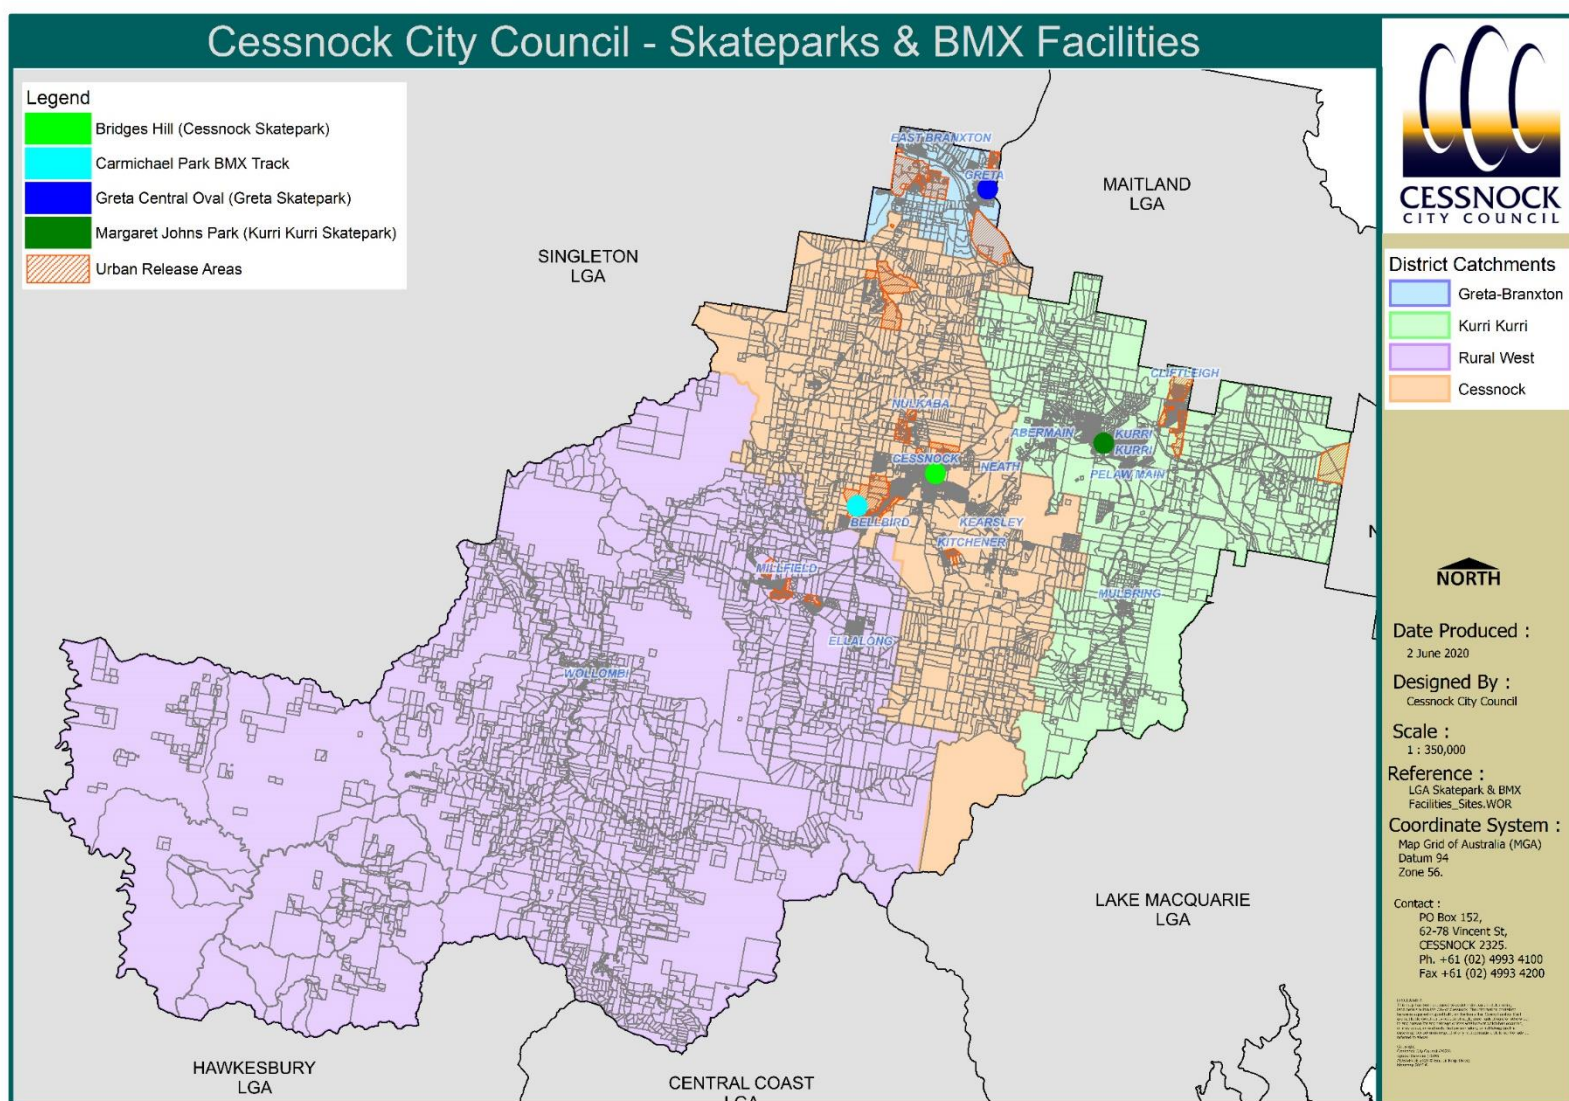 Cessnock City Council - Skateparks & BMX Facilities
Legend
Bridges Hill (Cessnock Skatepark)
Carmichael Park BMX Track
Greta Central Oval (Greta Skatepark)
Margaret Johns Park (Kurri Kurri Skatepark)
Urban Release Areas
EAST BRANXTON
GRETA
MAITLAND
LGA
SINGLETON
LGA
CLIFTLEIGH
NULKABA
ABERMAIN
KURRI
KURRI
CESSNOCK
NEATH
PELAW MAIN
BELLBIRD
KEARSLEY
KITCHENER
MILLFIELD
MULBRING
ELLALONG
WOLLOMBI
LAKE MACQUARIE
LGA
HAWKESBURY
LGA
CENTRAL COAST
LGA
CESSNOCK
CITY COUNCIL
District Catchments
Greta-Branxton
Kurri Kurri
Rural West
Cessnock
NORTH
Date Produced :
2 June 2020
Designed By :
Cessnock City Council
Scale :
1 : 350,000
Reference :
LGA Skatepark & BMX
Facilities_Sites.WOR
Coordinate System :
Map Grid of Australia (MGA)
Datum 94
Zone 56.
Contact :
PO Box 152,
62-78 Vincent St,
CESSNOCK 2325.
Ph. +61 (02) 4993 4100
Fax +61 (02) 4993 4200